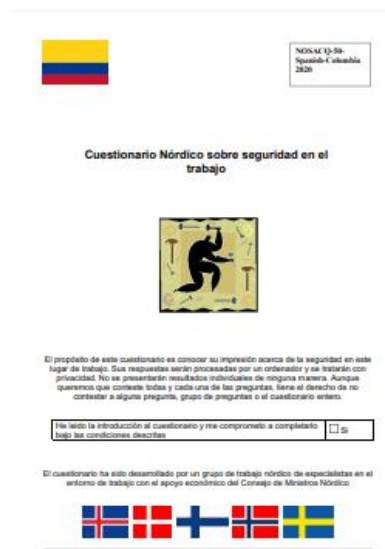 NOSACQ-50-
Spanish-Colombia
2020
Cuestionario Nórdico sobre seguridad en el
trabajo
El propósito de este cuestionario es conocer su impresión acerca de la seguridad en este
lugar de trabajo. Sus respuestas serán procesadas por un ordenador y se tratarán con
privacidad. No se presentarán resultados individuales de ninguna manera. Aunque
queremos que conteste todas y cada una de las preguntas, tiene el derecho de no
contestar a alguna pregunta, grupo de preguntas o el cuestionario entero.
He leído la introducción al cuestionario y me comprometo a completarlo
bajo las condiciones descritas
Si
El cuestionario ha sido desarrollado por un grupo de trabajo nórdico de especialistas en el
entorno de trabajo con el apoyo económico del Consejo de Ministros Nórdico